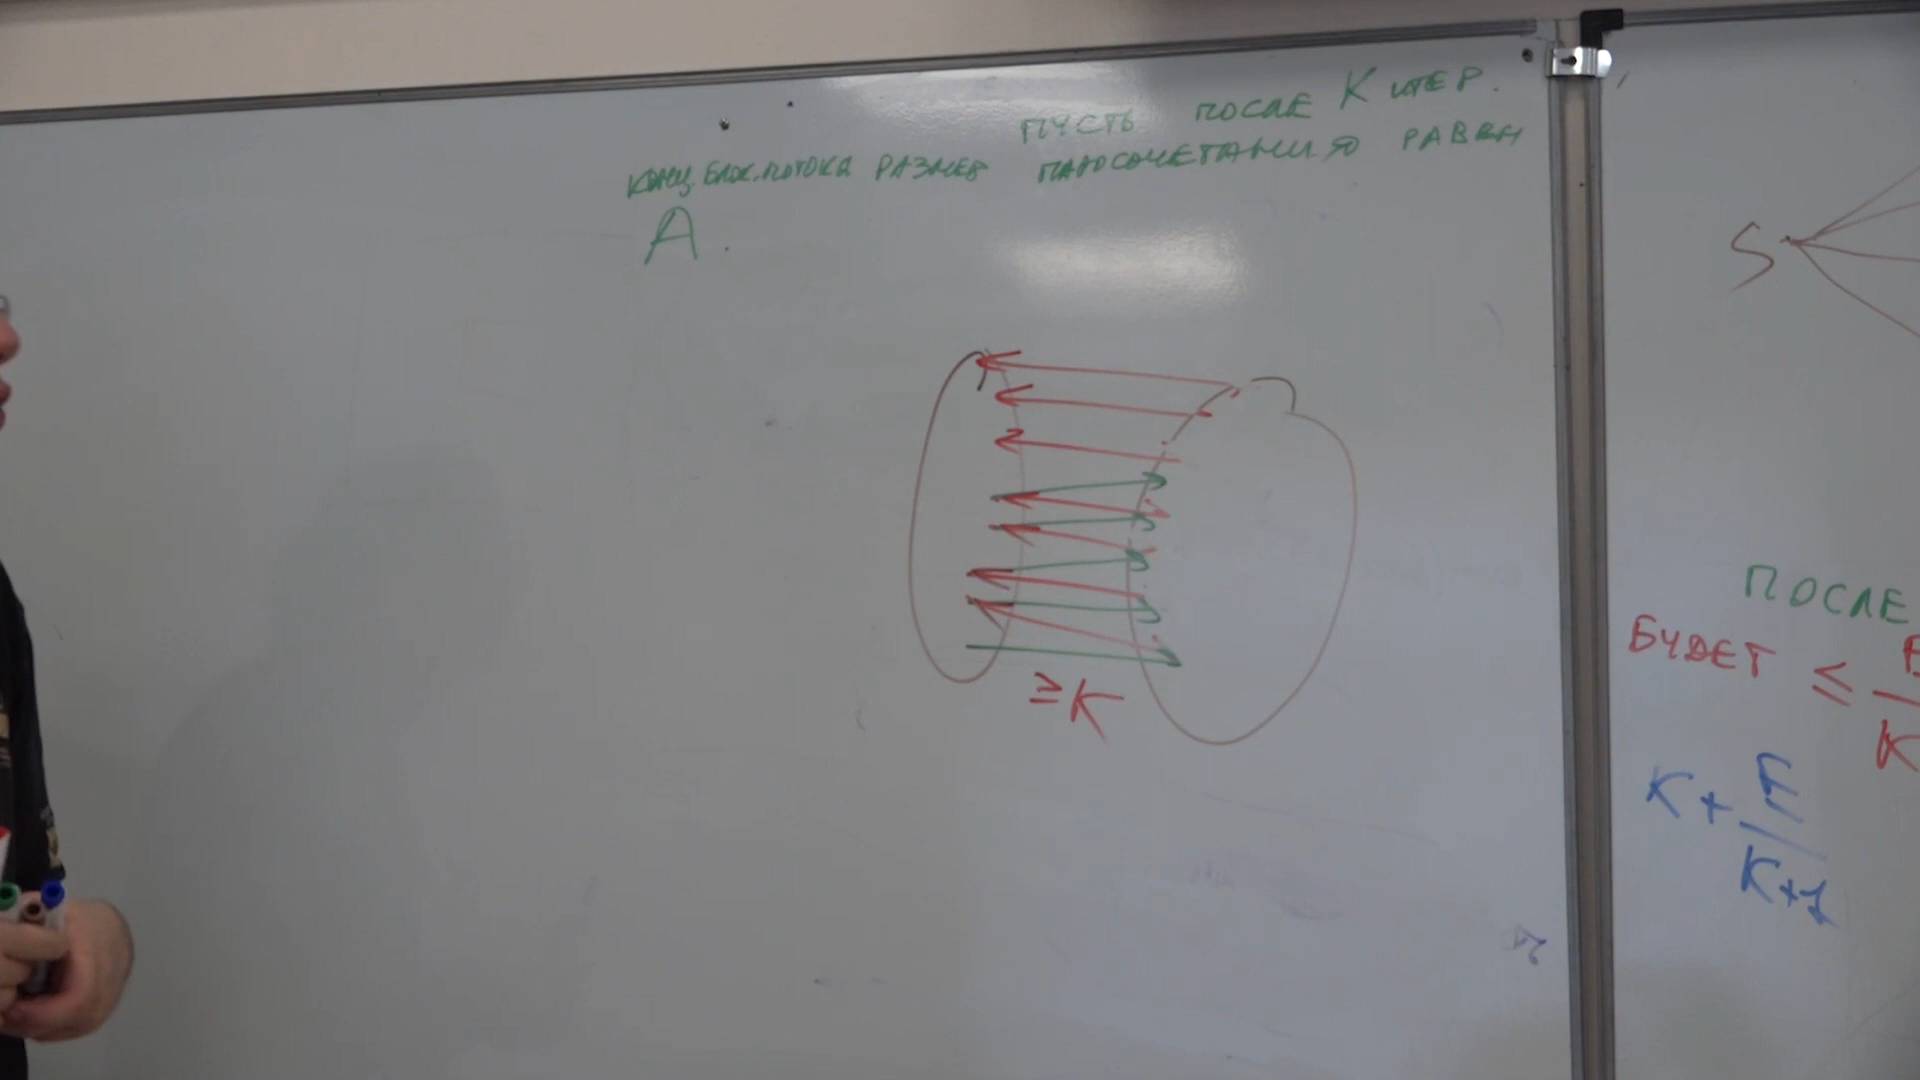 ПУСТЬ ПОСЛЕ К ИТЕР.
КОНЦ. БЛОК. ПОТОКА РАЗМЕР ПАРОСОЧЕТАНИЯ РАВЕН
А.
≥K
S
ПОСЛЕ
БУДЕТ ≤
K
K +
K+1